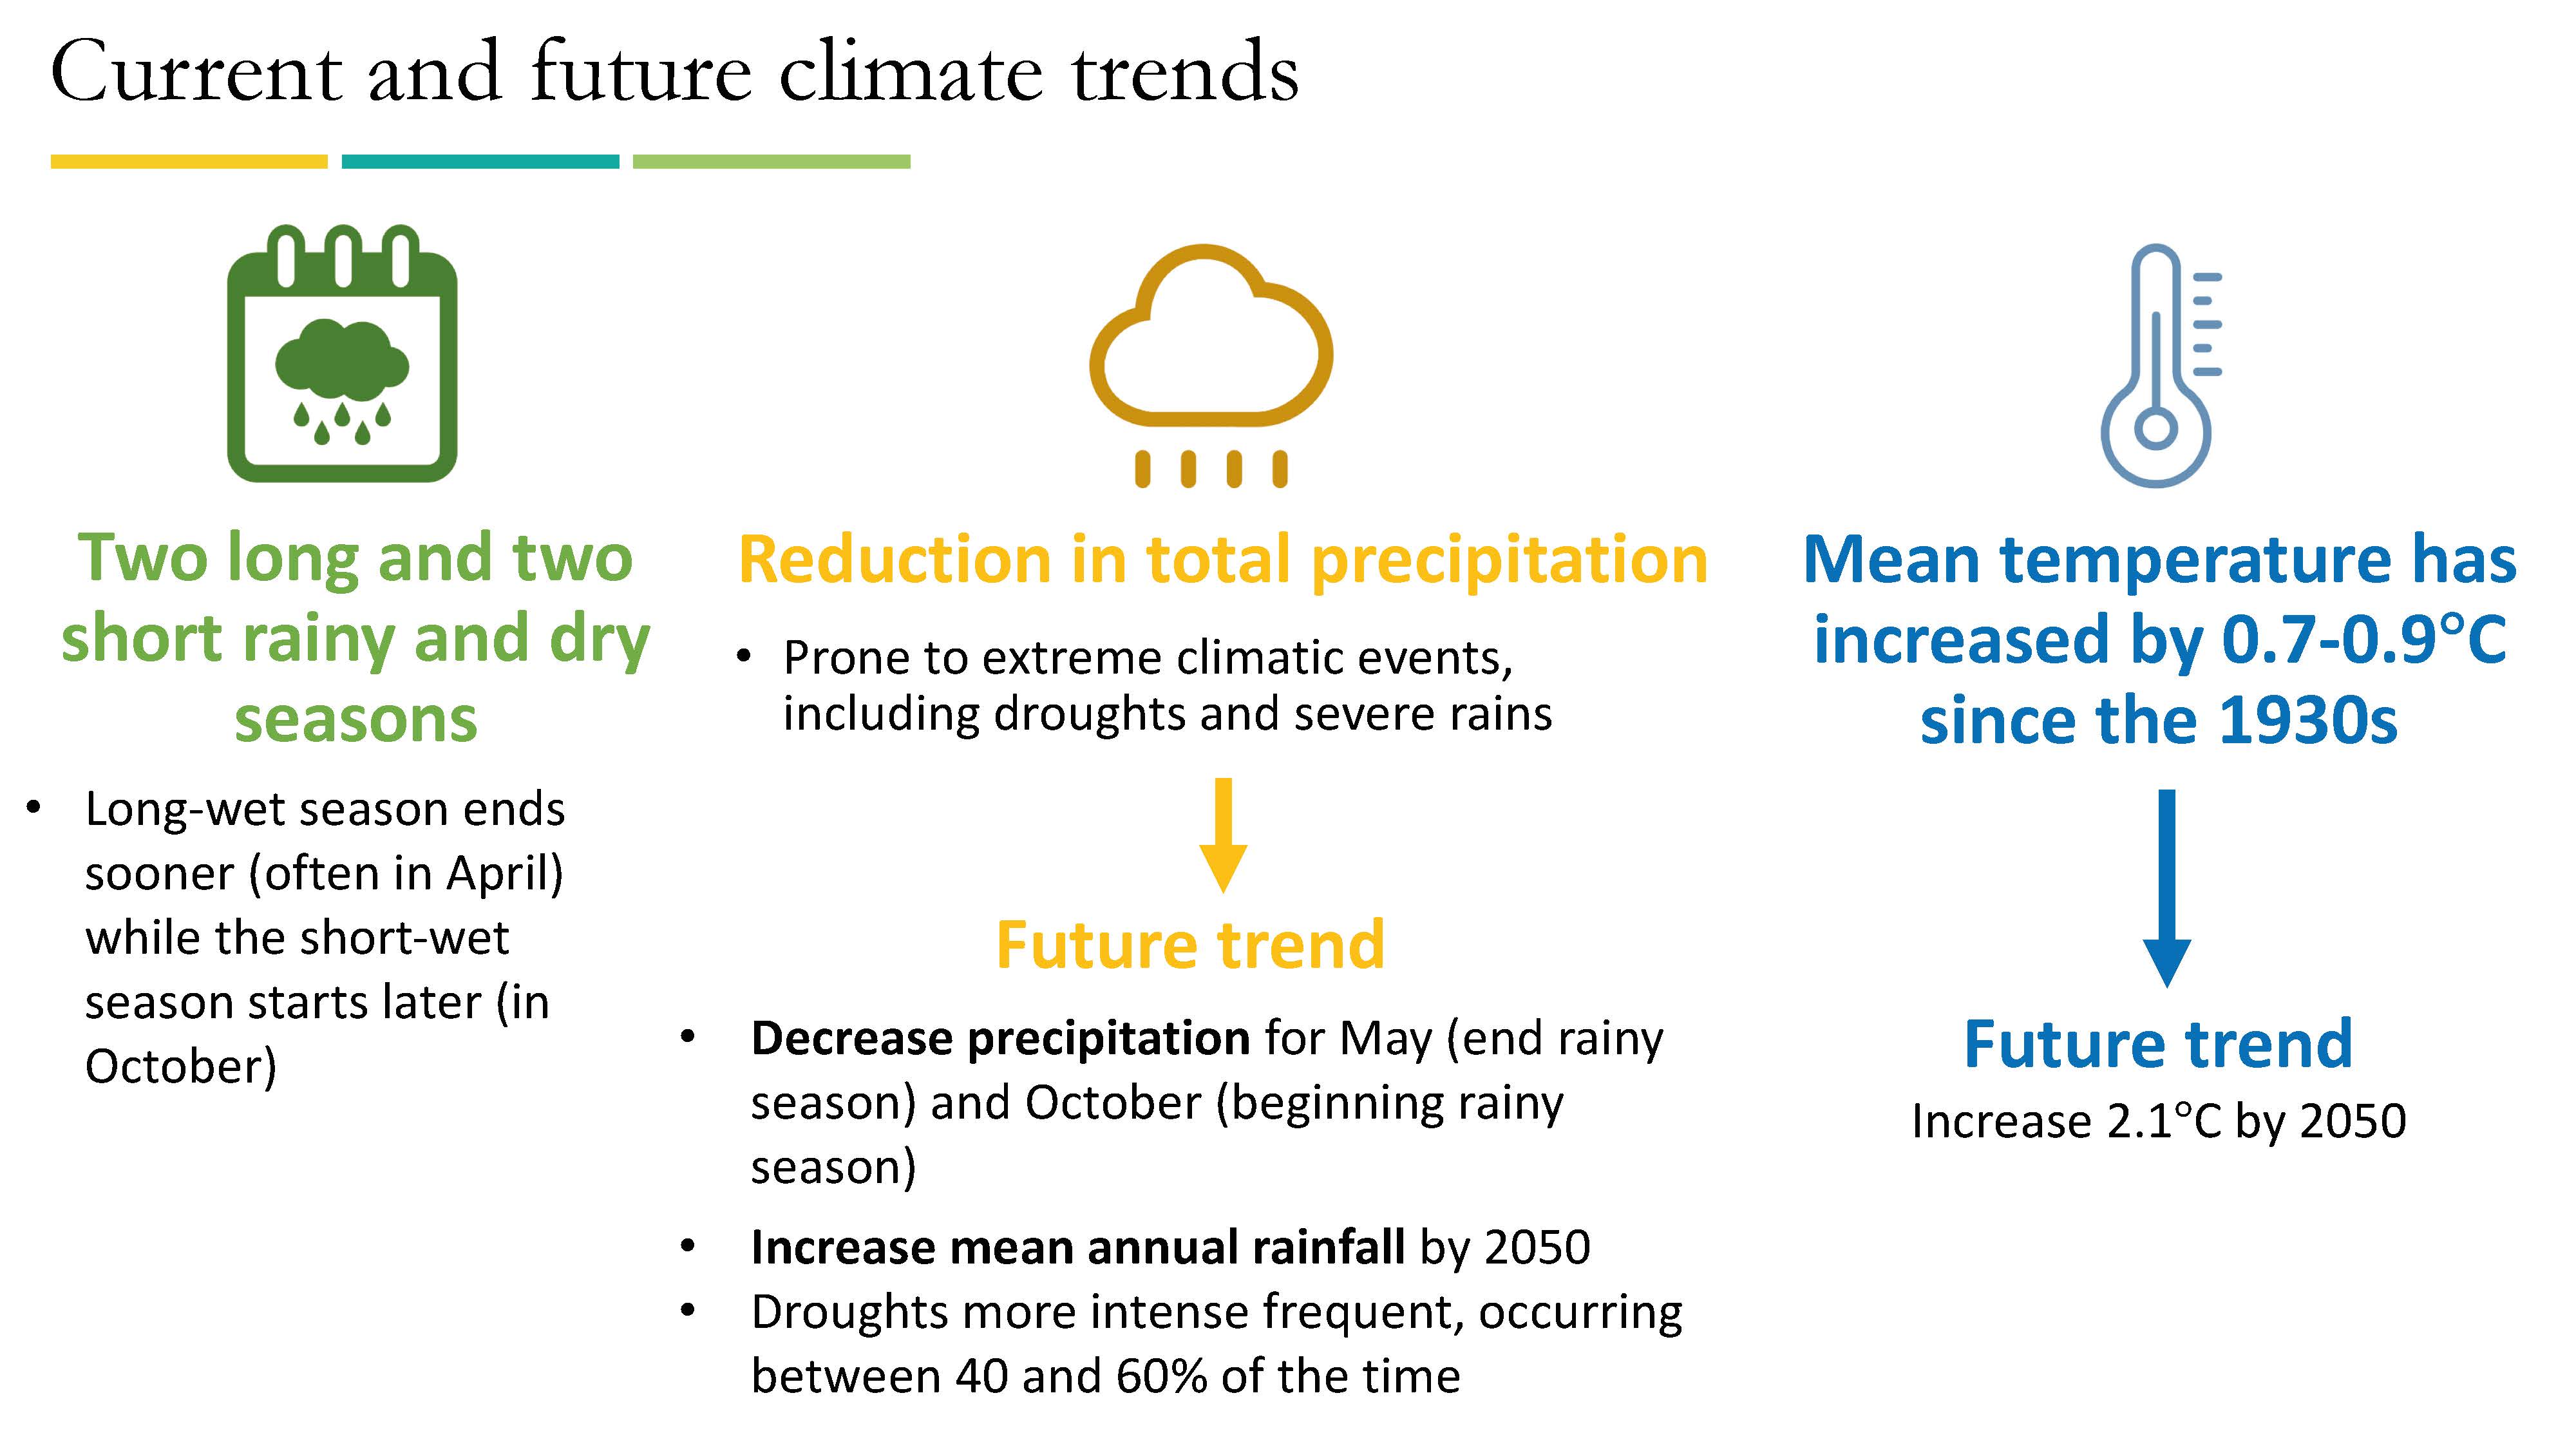 Current and future climate trends
Two long and two
short rainy and dry
seasons
• Long-wet season ends
sooner (often in April)
while the short-wet
season starts later (in
October)
Reduction in total precipitation
• Prone to extreme climatic events,
including droughts and severe rains
Future trend
• Decrease precipitation for May (end rainy
season) and October (beginning rainy
season)
• Increase mean annual rainfall by 2050
• Droughts more intense frequent, occurring
between 40 and 60% of the time
Mean temperature has
increased by 0.7-0.9°C
since the 1930s
Future trend
Increase 2.1°C by 2050